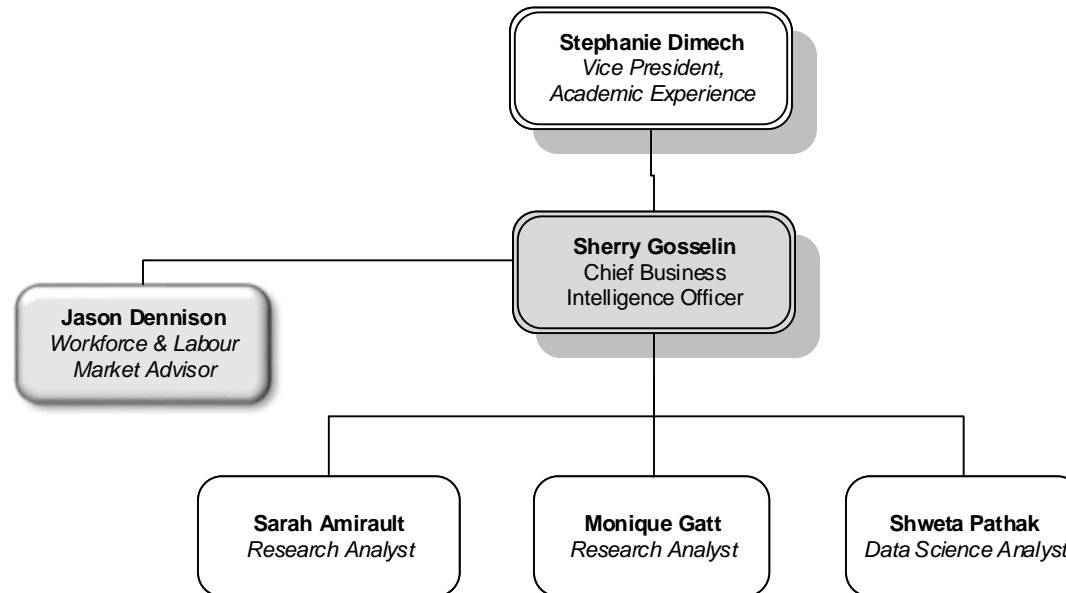 Stephanie Dimech
Vice President,
Academic Experience
Sherry Gosselin
Chief Business
Intelligence Officer
Jason Dennison
Workforce & Labour
Market Advisor
Sarah Amirault
Research Analyst
Monique Gatt
Research Analyst
Shweta Pathak
Data Science Analyst